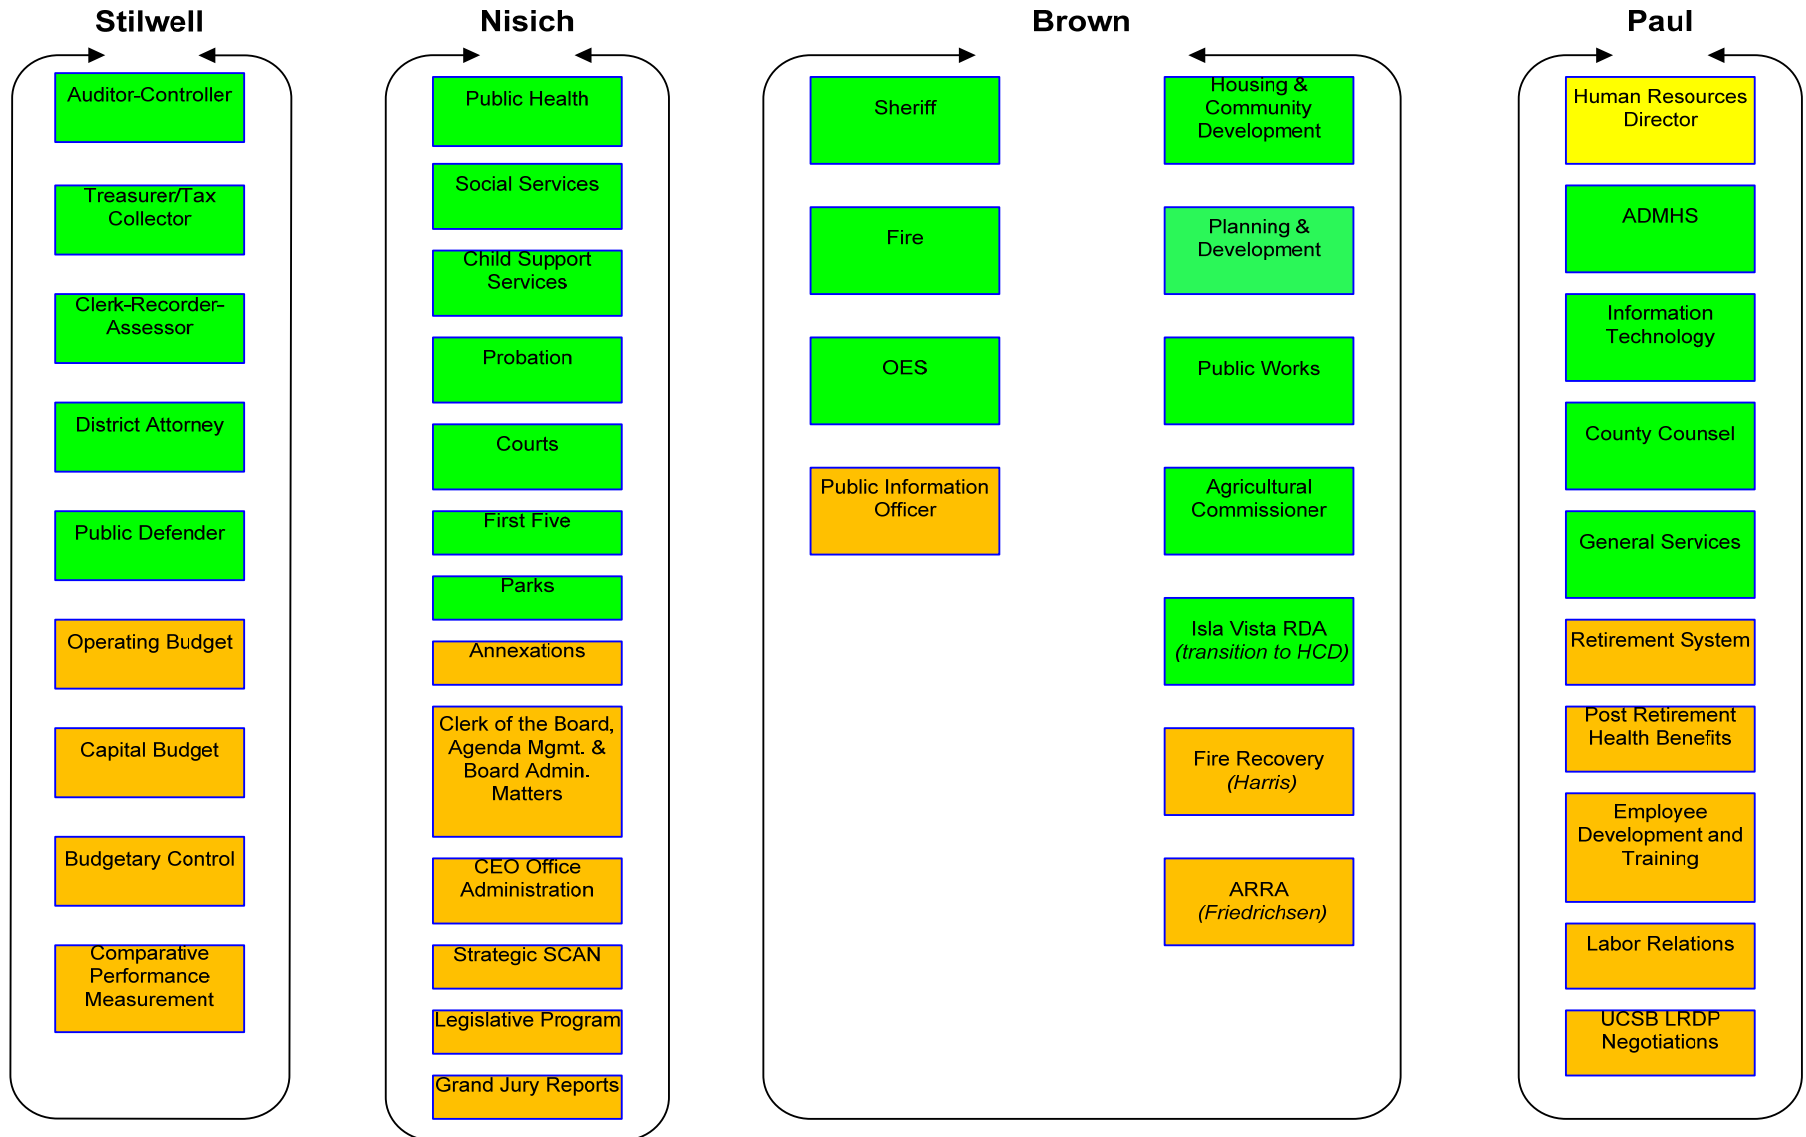 Stilwell
Auditor-Controller
Treasurer/Tax
Collector
Clerk-Recorder-
Assessor
District Attorney
Public Defender
Operating Budget
Capital Budget
Budgetary Control
Comparative
Performance
Measurement
Nisich
Public Health
Social Services
Child Support
Services
Probation
Courts
First Five
Parks
Annexations
Clerk of the Board,
Agenda Mgmt. &
Board Admin.
Matters
CEO Office
Administration
Strategic SCAN
Legislative Program
Grand Jury Reports
Brown
Sheriff
Fire
OES
Public Information
Officer
Housing &
Community
Development
Planning &
Development
Public Works
Agricultural
Commissioner
Isla Vista RDA
(transition to HCD)
Fire Recovery
(Harris)
ARRA
(Friedrichsen)
Paul
Human Resources
Director
ADMHS
Information
Technology
County Counsel
General Services
Retirement System
Post Retirement
Health Benefits
Employee
Development and
Training
Labor Relations
UCSB LRDP
Negotiations